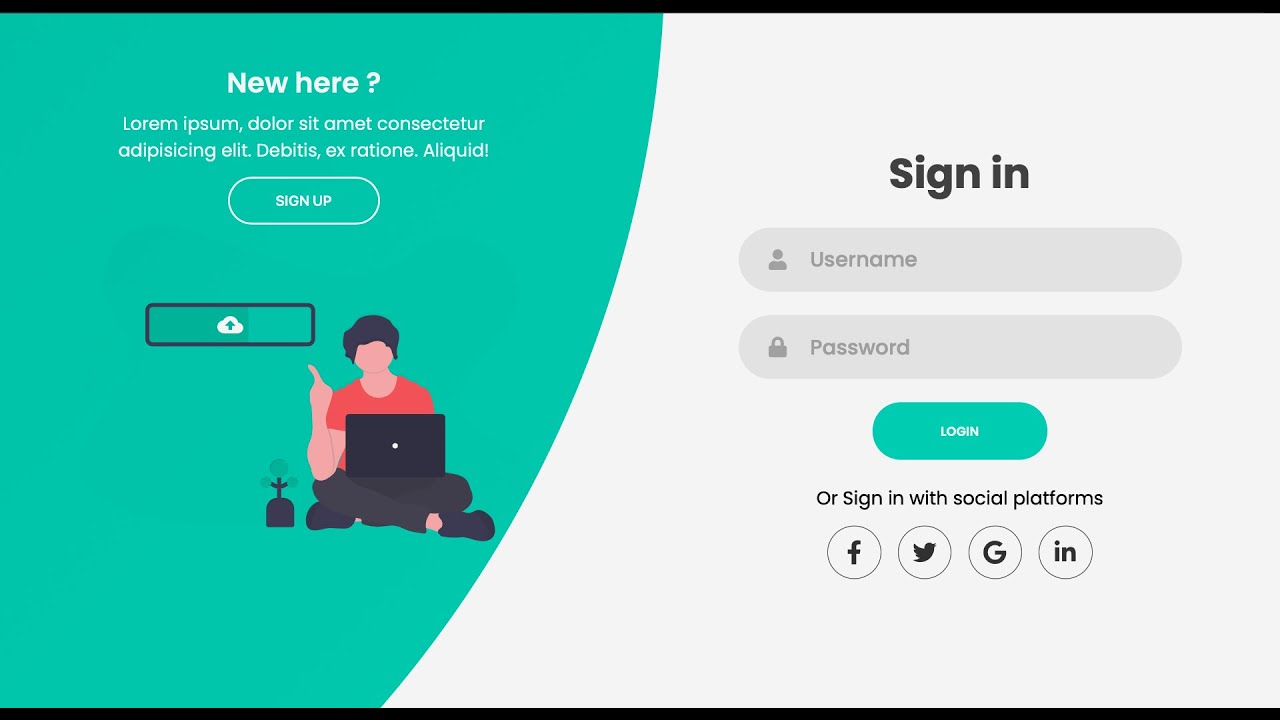 New here ?
Lorem ipsum, dolor sit amet consectetur
adipisicing elit. Debitis, ex ratione. Aliquid!
SIGN UP
Sign in
Username
Password
LOGIN
Or Sign in with social platforms